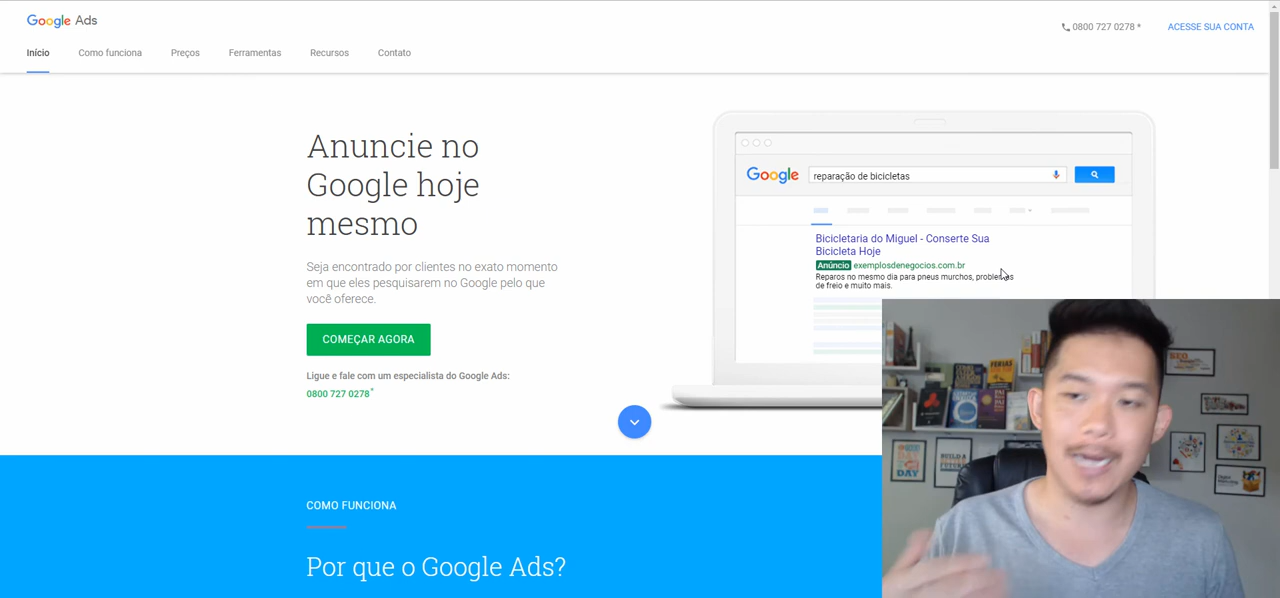 Google Ads
0800 727 0278 *
ACESSE SUA CONTA
Início
Como funciona
Preços
Ferramentas
Recursos
Contato
Anuncie no
Google hoje
mesmo
Seja encontrado por clientes no exato momento
em que eles pesquisarem no Google pelo que
você oferece.
COMEÇAR AGORA
Ligue e fale com um especialista do Google Ads:
0800 727 0278*
Google
reparação de bicicletas
Bicicletaria do Miguel - Conserte Sua
Bicicleta Hoje
Anúncio exemplosdenegocios.com.br
Reparos no mesmo dia para pneus murchos, problemas
de freio e muito mais.
COMO FUNCIONA
Por que o Google Ads?
SEO
FÉRIAS
DAY
BUILD A